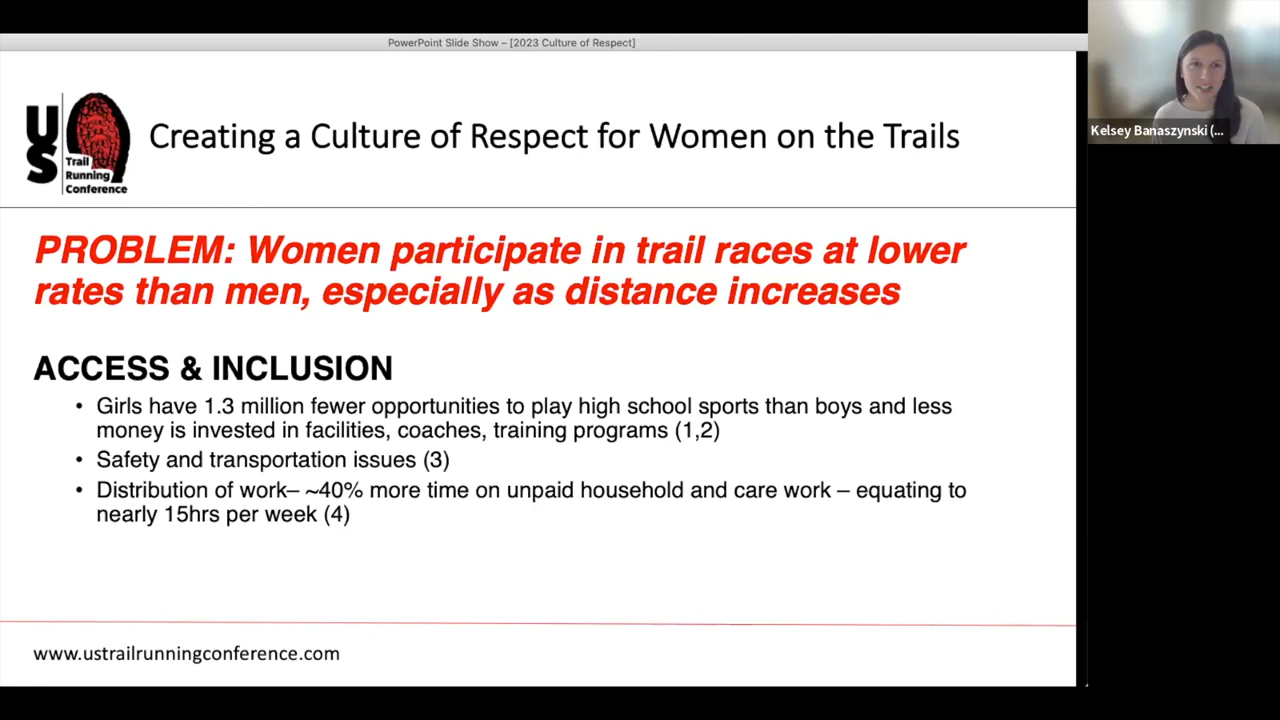 PowerPoint Slide Show – [2023 Culture of Respect]
US
Trail
Running
Conference
Creating a Culture of Respect for Women on the Trails
Kelsey Banaszynski (...
PROBLEM: Women participate in trail races at lower
rates than men, especially as distance increases
ACCESS & INCLUSION
• Girls have 1.3 million fewer opportunities to play high school sports than boys and less
money is invested in facilities, coaches, training programs (1,2)
• Safety and transportation issues (3)
• Distribution of work– ~40% more time on unpaid household and care work – equating to
nearly 15hrs per week (4)
www.ustrailrunningconference.com